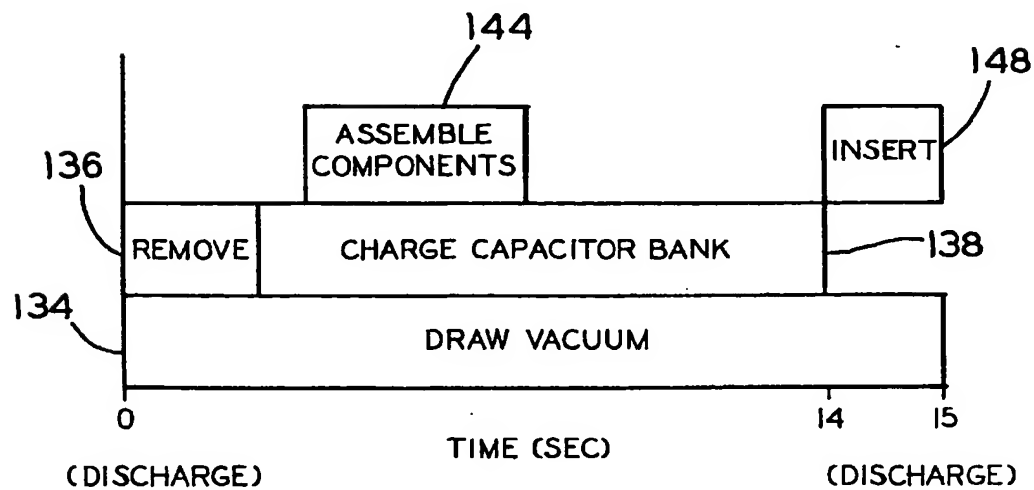 144
148
ASSEMBLE
COMPONENTS
INSERT
136
REMOVE
CHARGE CAPACITOR BANK
138
134
DRAW VACUUM
0
14
15
TIME (SEC)
(DISCHARGE)
(DISCHARGE)